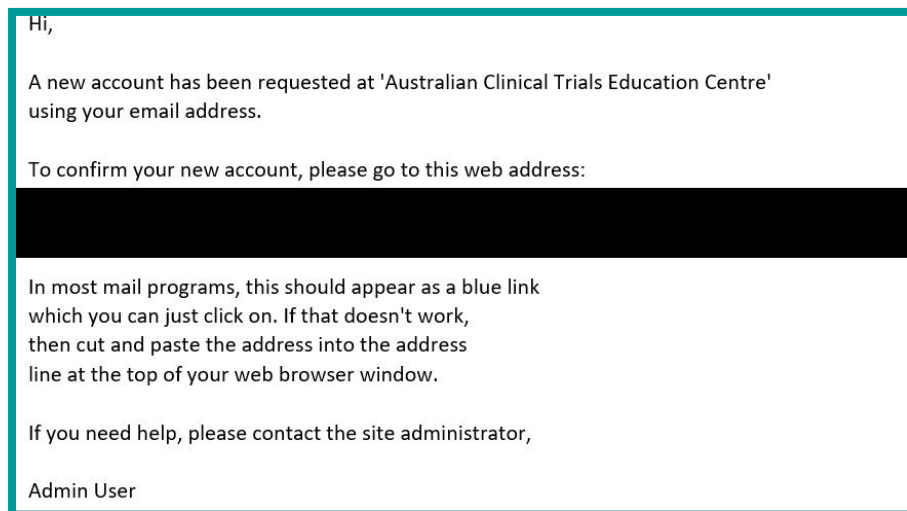 Hi,
A new account has been requested at 'Australian Clinical Trials Education Centre'
using your email address.
To confirm your new account, please go to this web address:
In most mail programs, this should appear as a blue link
which you can just click on. If that doesn't work,
then cut and paste the address into the address
line at the top of your web browser window.
If you need help, please contact the site administrator,
Admin User